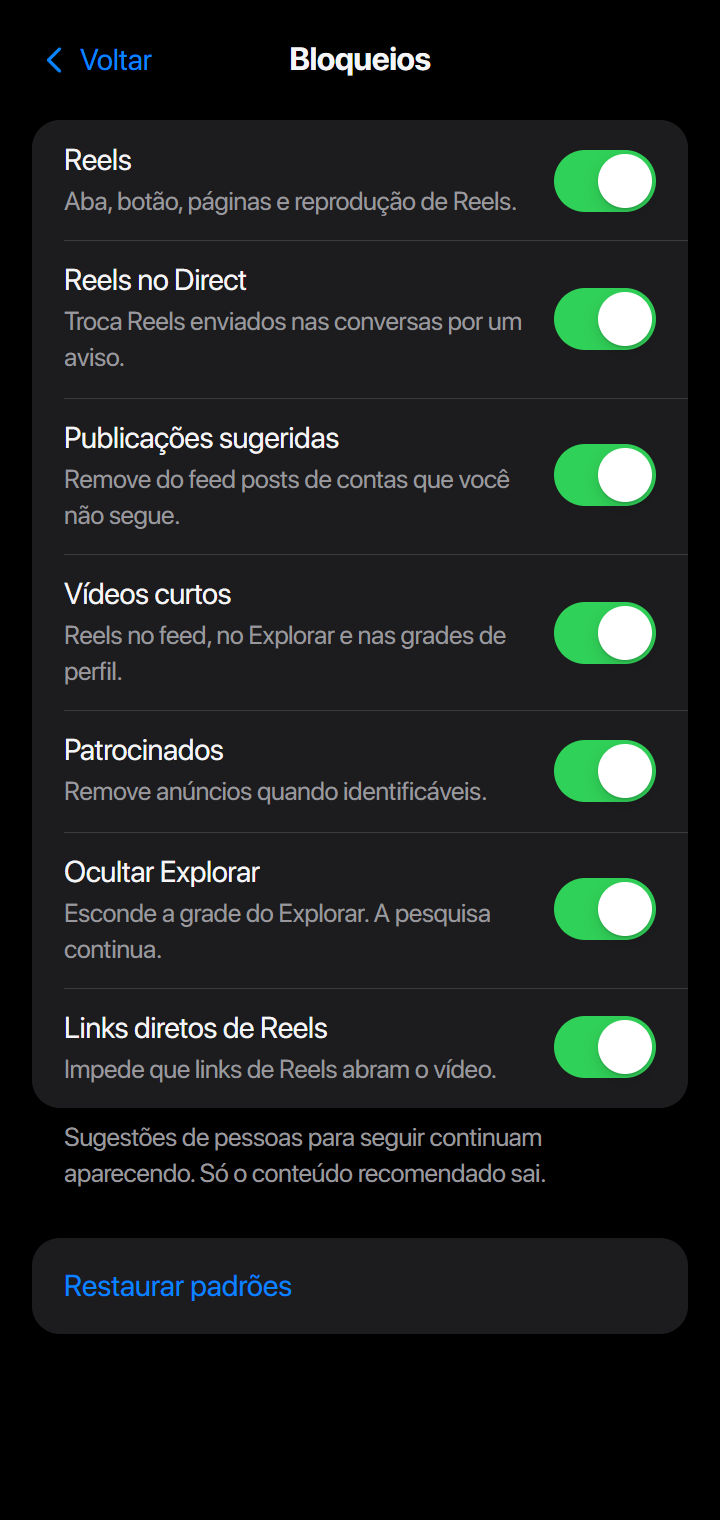 Voltar
Bloqueios
Reels
Aba, botão, páginas e reprodução de Reels.
Reels no Direct
Troca Reels enviados nas conversas por um
aviso.
Publicações sugeridas
Remove do feed posts de contas que você
não segue.
Vídeos curtos
Reels no feed, no Explorar e nas grades de
perfil.
Patrocinados
Remove anúncios quando identificáveis.
Ocultar Explorar
Esconde a grade do Explorar. A pesquisa
continua.
Links diretos de Reels
Impede que links de Reels abram o vídeo.
Sugestões de pessoas para seguir continuam
aparecendo. Só o conteúdo recomendado sai.
Restaurar padrões